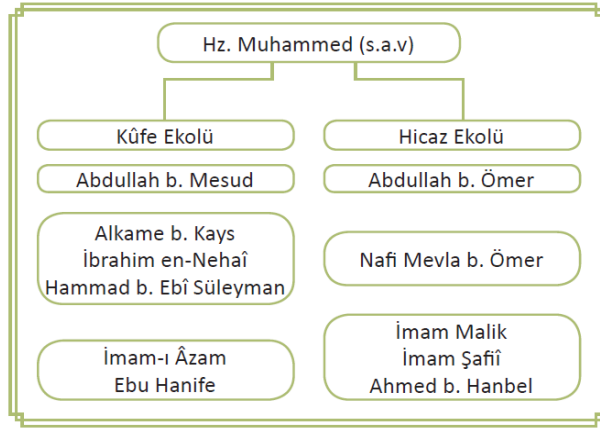 Hz. Muhammed (s.a.v)
Kûfe Ekolü
Abdullah b. Mesud
Alkame b. Kays
İbrahim en-Nehaî
Hammad b. Ebî Süleyman
İmam-ı Âzam
Ebu Hanife
Hicaz Ekolü
Abdullah b. Ömer
Nafi Mevla b. Ömer
İmam Malik
İmam Şafiî
Ahmed b. Hanbel